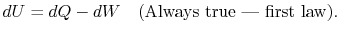 dU = dQ − dW (Always true — first law).